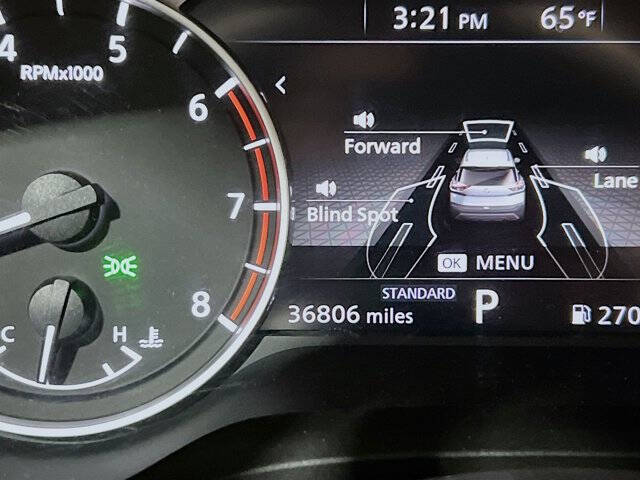 3:21 PM 65 °F
4 5
RPMx1000
6
Forward
Lane
7
Blind Spot
OK MENU
8
STANDARD
36806 miles P 270
C H